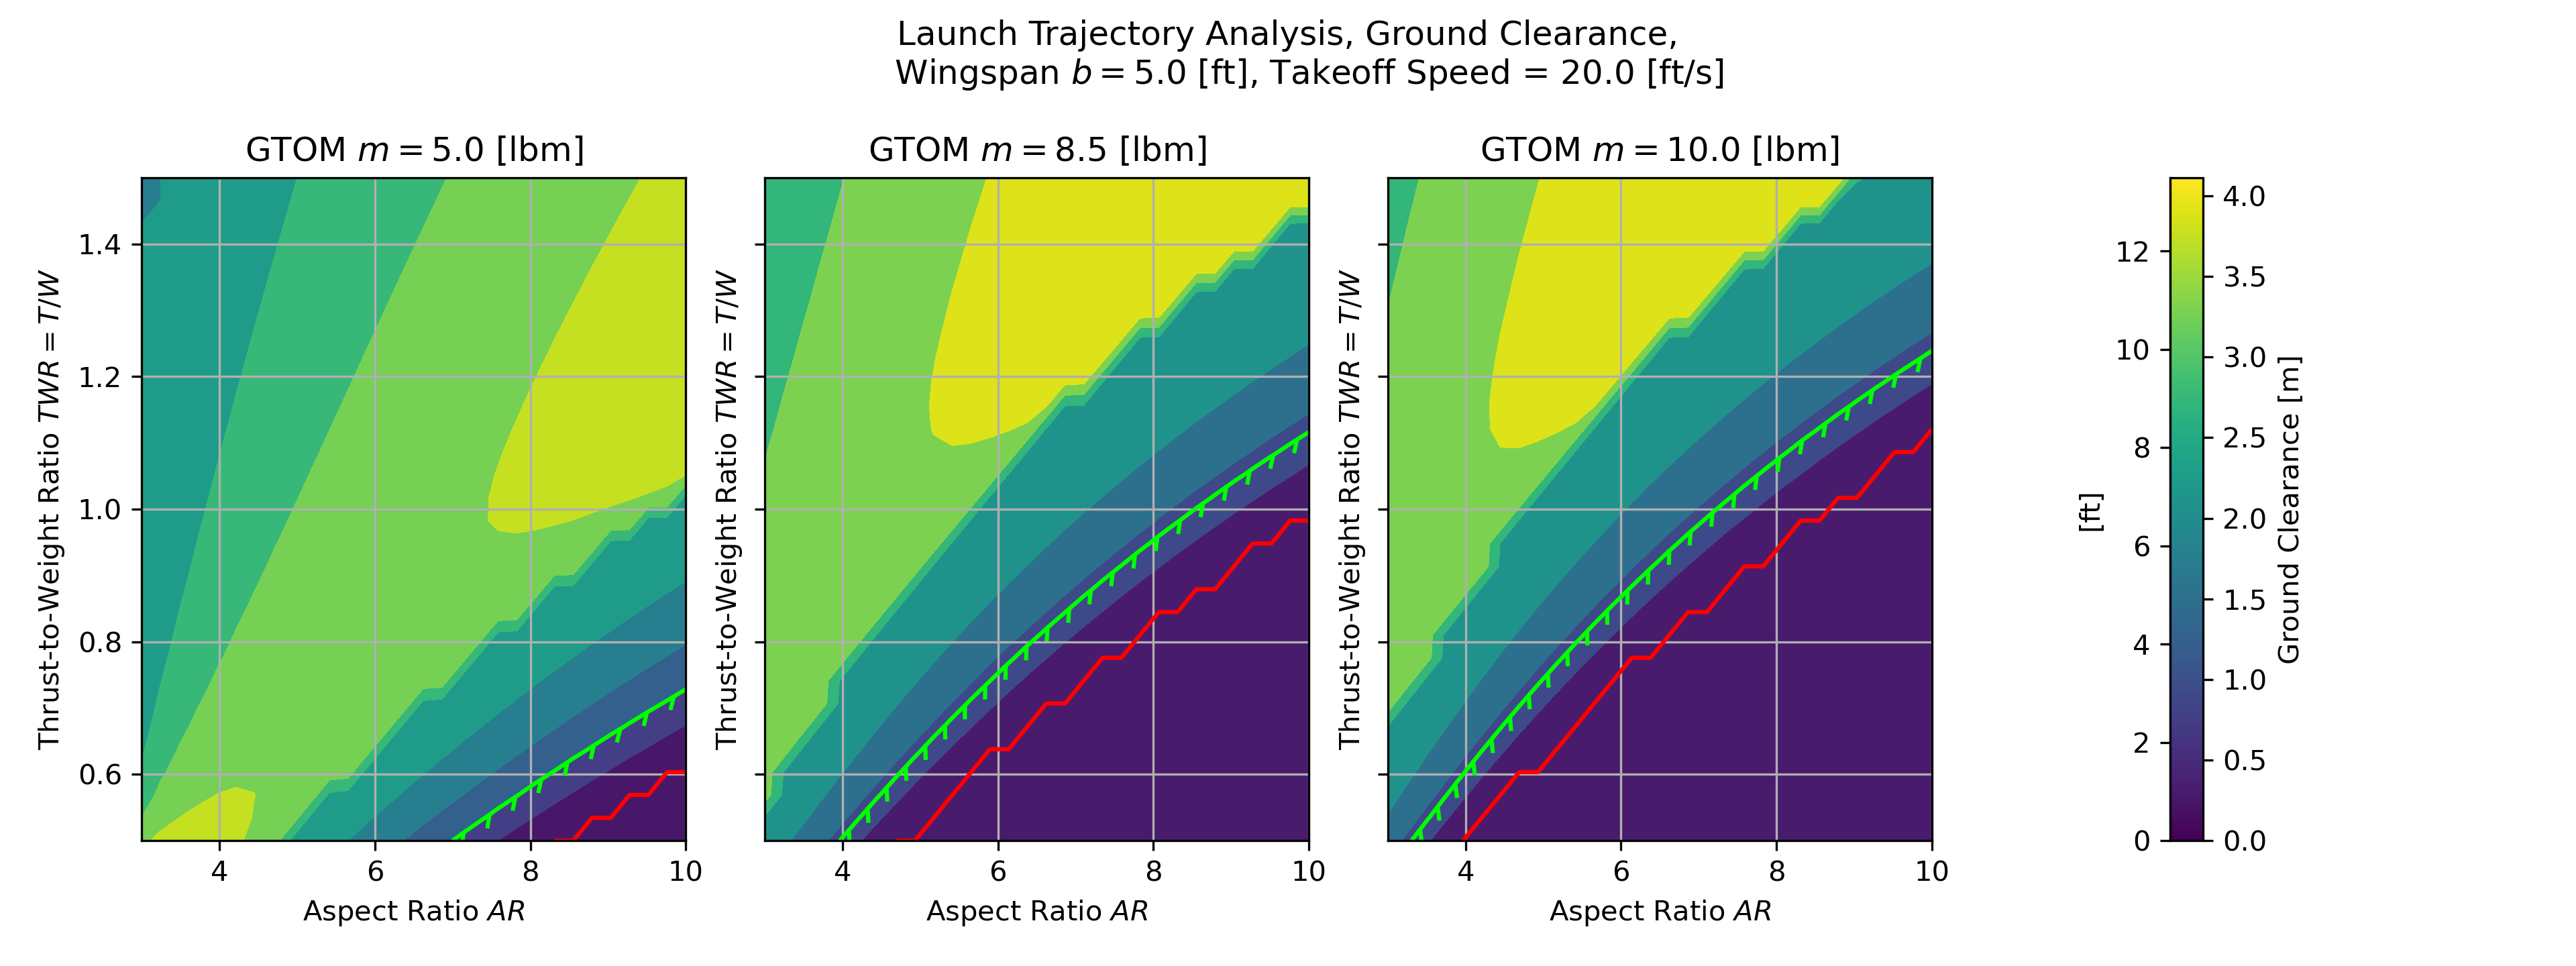 Launch Trajectory Analysis, Ground Clearance,
Wingspan b = 5.0 [ft], Takeoff Speed = 20.0 [ft/s]
GTOM m = 5.0 [lbm]
GTOM m = 8.5 [lbm]
GTOM m = 10.0 [lbm]
Thrust-to-Weight Ratio TWR = T/W
1.4
1.2
1.0
0.8
0.6
4 6 8 10
Aspect Ratio AR
Thrust-to-Weight Ratio TWR = T/W
4 6 8 10
Aspect Ratio AR
Thrust-to-Weight Ratio TWR = T/W
4 6 8 10
Aspect Ratio AR
[ft]
12
10
8
6
4
2
0
4.0
3.5
3.0
2.5
2.0
1.5
1.0
0.5
0.0
Ground Clearance [m]